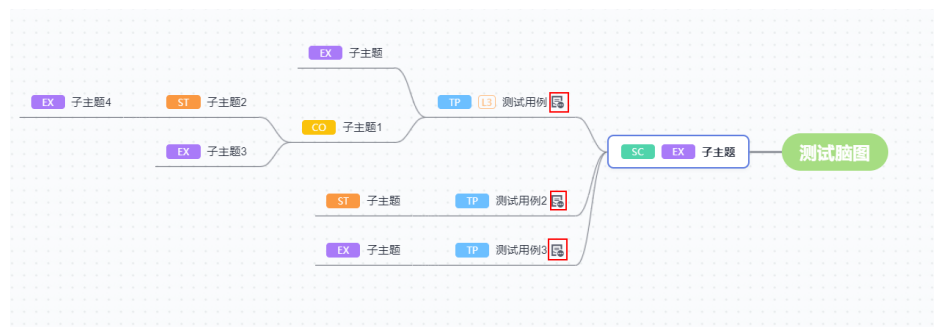 EX 子主题
EX 子主题4
ST 子主题2
TP L3 测试用例
CO 子主题1
EX 子主题3
SC EX 子主题
测试脑图
ST 子主题
TP 测试用例2
EX 子主题
TP 测试用例3